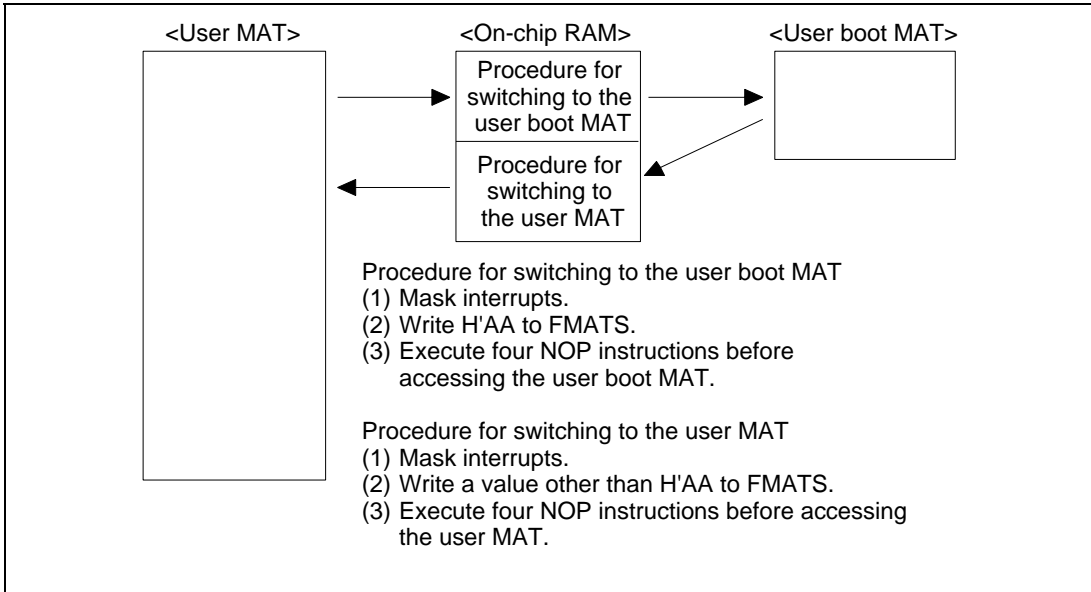 <User MAT>
<On-chip RAM>
<User boot MAT>
Procedure for
switching to the
user boot MAT
Procedure for
switching to
the user MAT
Procedure for switching to the user boot MAT
(1) Mask interrupts.
(2) Write H'AA to FMATS.
(3) Execute four NOP instructions before
accessing the user boot MAT.
Procedure for switching to the user MAT
(1) Mask interrupts.
(2) Write a value other than H'AA to FMATS.
(3) Execute four NOP instructions before accessing
the user MAT.